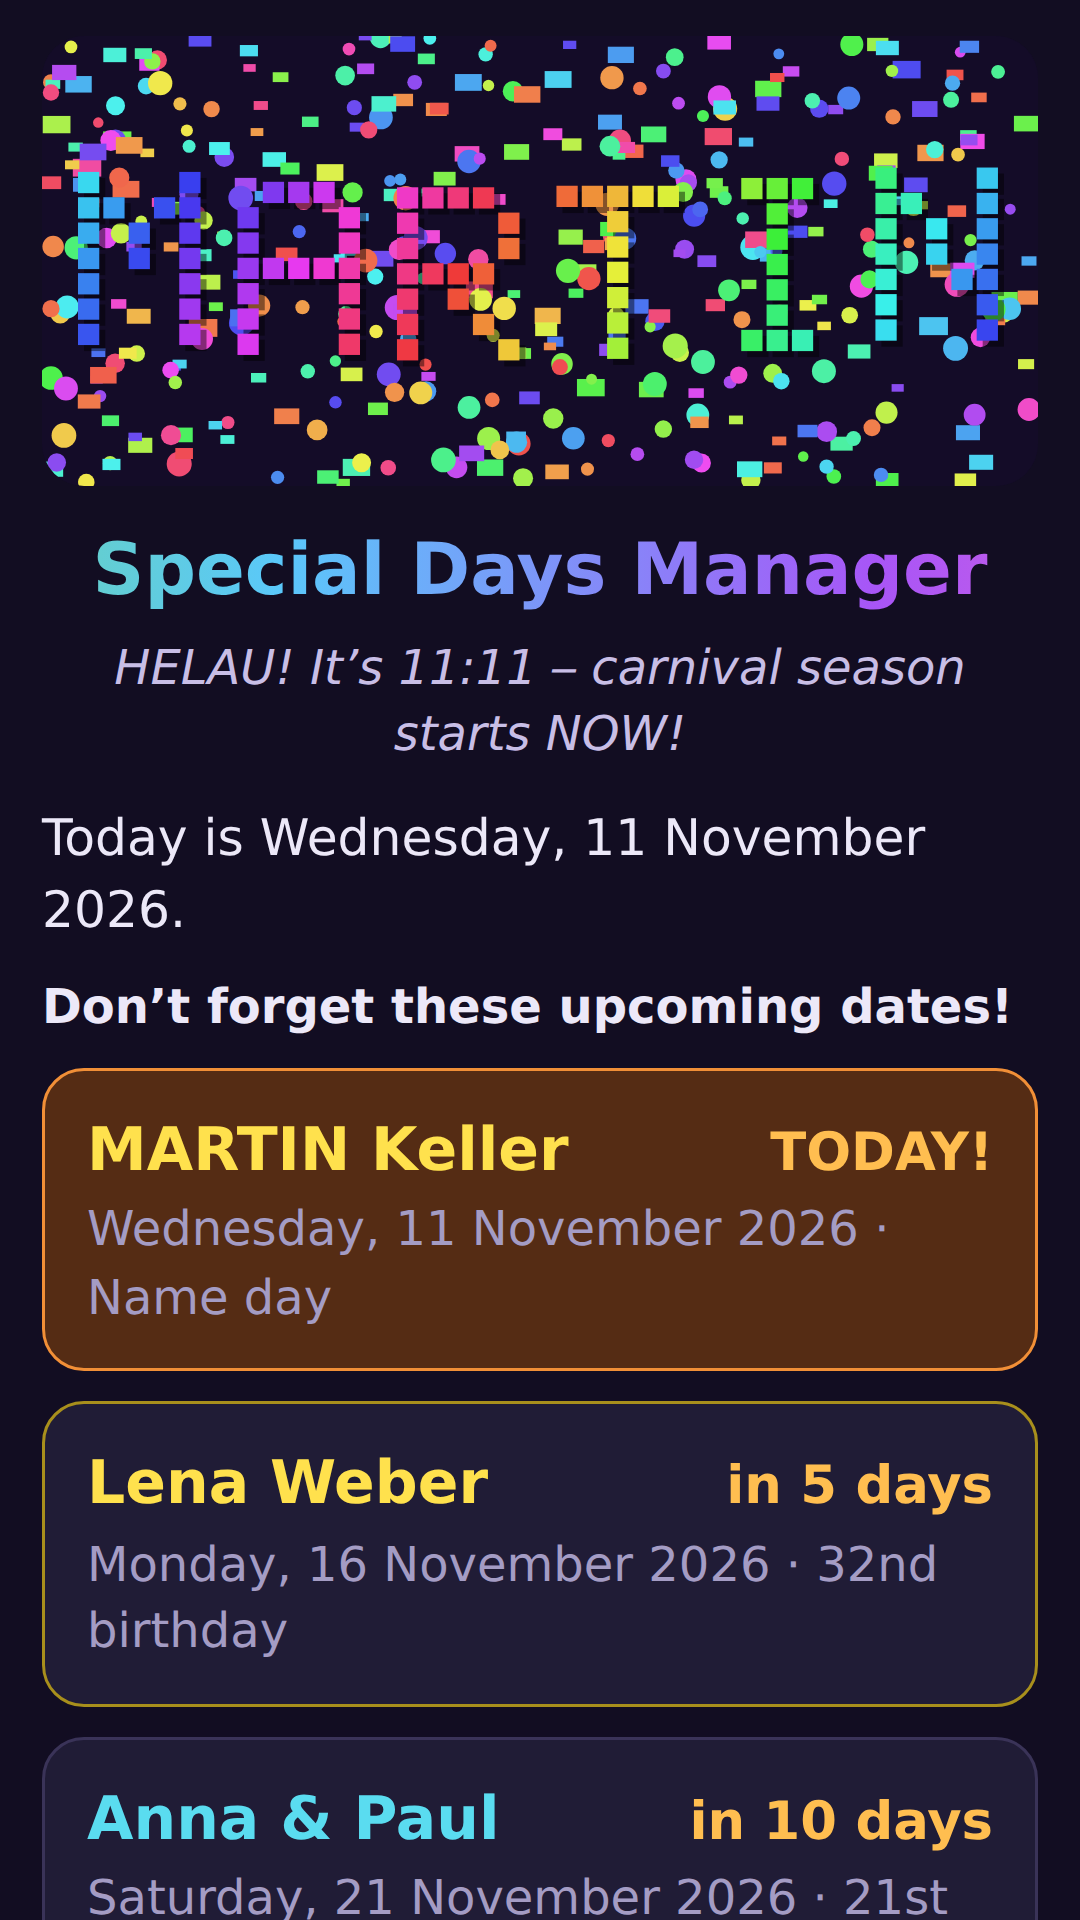 MARTIN
Special Days Manager
HELAU! It’s 11:11 – carnival season
starts NOW!
Today is Wednesday, 11 November
2026.
Don’t forget these upcoming dates!
MARTIN Keller TODAY!
Wednesday, 11 November 2026 ·
Name day
Lena Weber in 5 days
Monday, 16 November 2026 · 32nd
birthday
Anna & Paul in 10 days
Saturday, 21 November 2026 · 21st